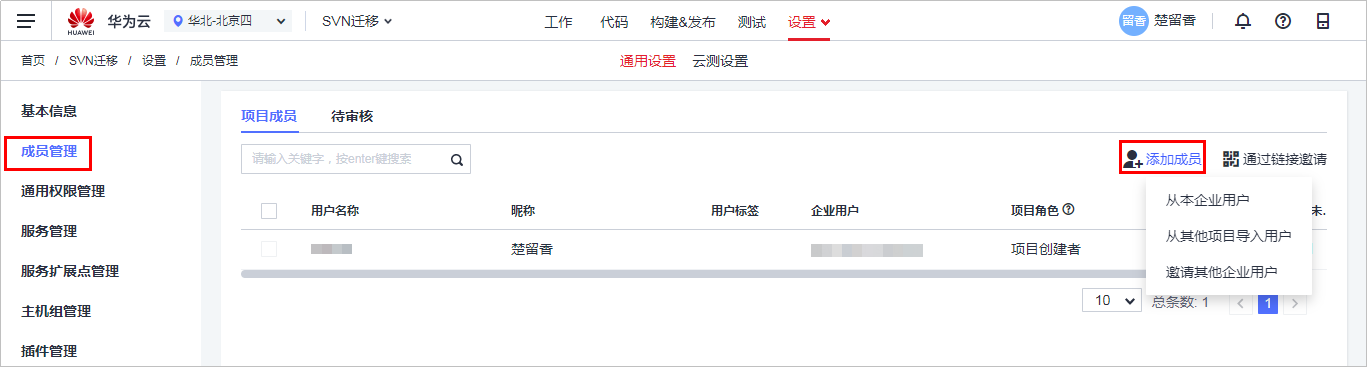 HUAWEI 华为云 华北-北京四 SVN迁移 工作 代码 构建&发布 测试 设置 留香 楚留香
首页 / SVN迁移 / 设置 / 成员管理 通用设置 云测设置
基本信息
成员管理
通用权限管理
服务管理
服务扩展点管理
主机组管理
插件管理
项目成员 待审核
请输入关键字，按enter键搜索 添加成员 通过链接邀请
从本企业用户
从其他项目导入用户
邀请其他企业用户
用户名称 昵称 用户标签 企业用户 项目角色 未.
楚留香 项目创建者
10 总条数: 1 < 1 >